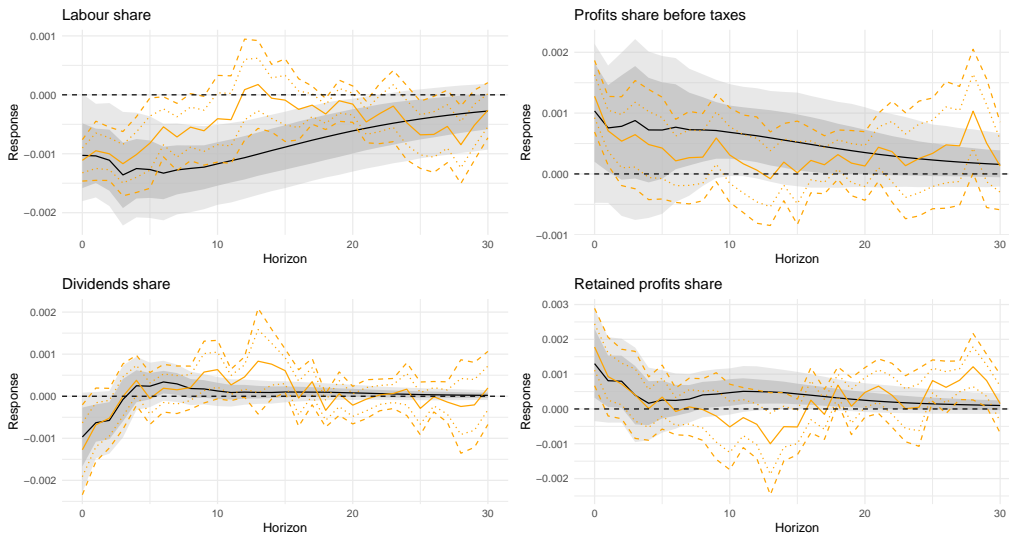 Labour share
0.001
0.000
−0.001
−0.002
Response
0
10
20
30
Horizon
Profits share before taxes
0.002
0.001
0.000
−0.001
Response
0
10
20
30
Horizon
Dividends share
0.002
0.001
0.000
−0.001
−0.002
Response
0
10
20
30
Horizon
Retained profits share
0.003
0.002
0.001
0.000
−0.001
−0.002
Response
0
10
20
30
Horizon